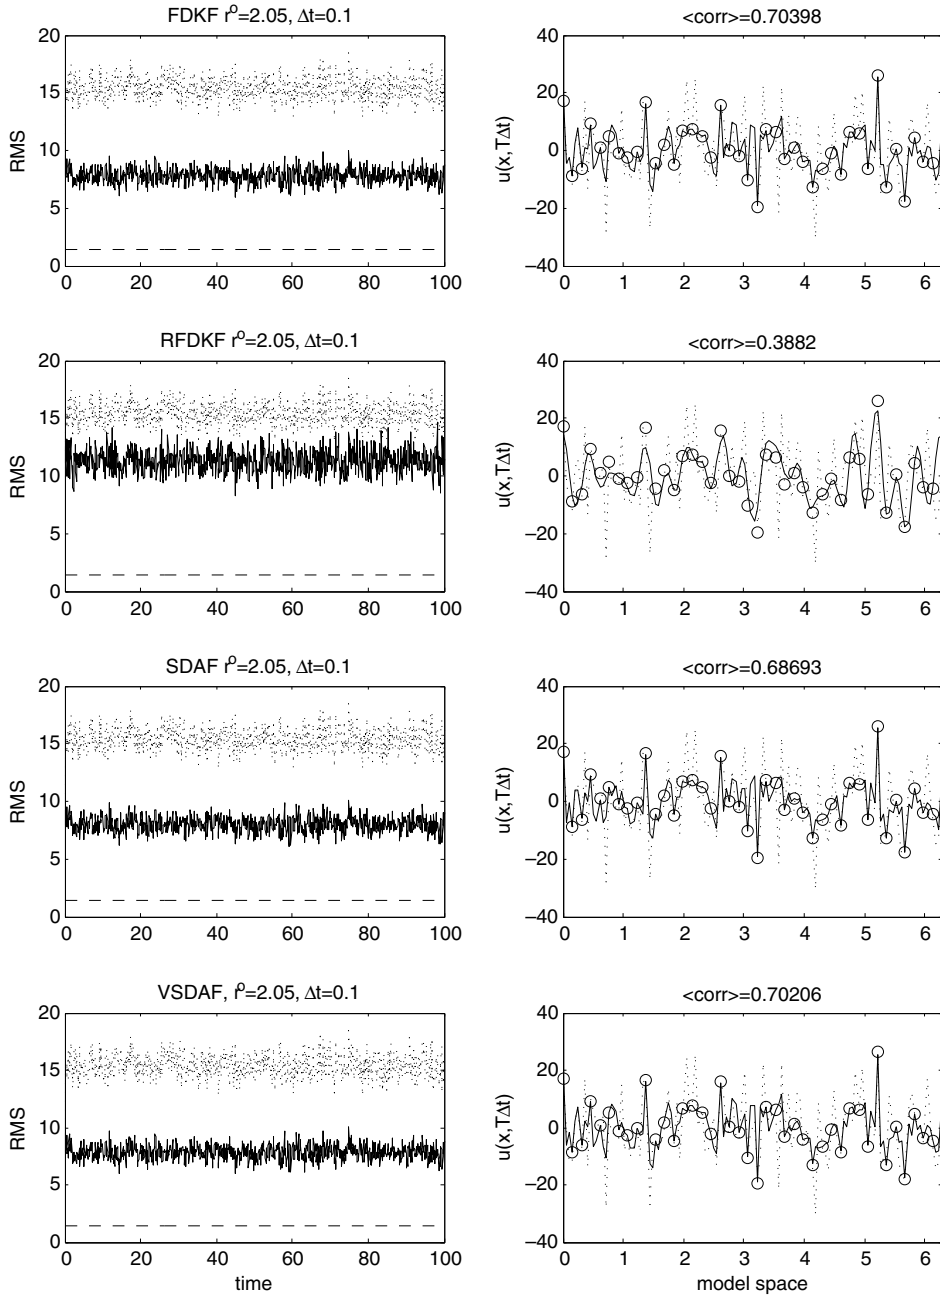 FDKF rº=2.05, Δt=0.1
<corr>=0.70398
20
15
10
5
0
RMS
0 20 40 60 80 100
40
20
0
−20
−40
u(x,TΔt)
0 1 2 3 4 5 6
RFDKF rº=2.05, Δt=0.1
<corr>=0.3882
20
15
10
5
0
RMS
0 20 40 60 80 100
40
20
0
−20
−40
u(x,TΔt)
0 1 2 3 4 5 6
SDAF rº=2.05, Δt=0.1
<corr>=0.68693
20
15
10
5
0
RMS
0 20 40 60 80 100
40
20
0
−20
−40
u(x,TΔt)
0 1 2 3 4 5 6
VSDAF, rº=2.05, Δt=0.1
<corr>=0.70206
20
15
10
5
0
RMS
0 20 40 60 80 100
time
40
20
0
−20
−40
u(x,TΔt)
0 1 2 3 4 5 6
model space